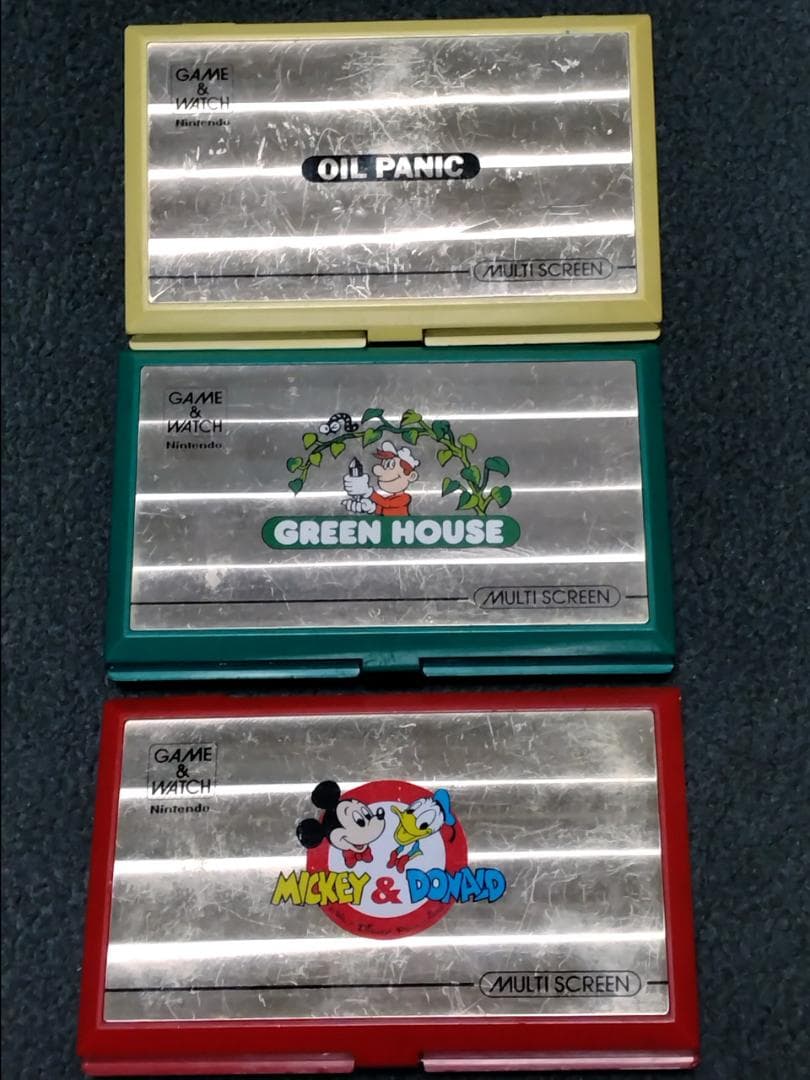 GAME
&
WATCH
Nintendo
OIL PANIC
MULTI SCREEN
GAME
&
WATCH
Nintendo
GREEN HOUSE
MULTI SCREEN
GAME
&
WATCH
Nintendo
MICKEY & DONALD
MULTI SCREEN